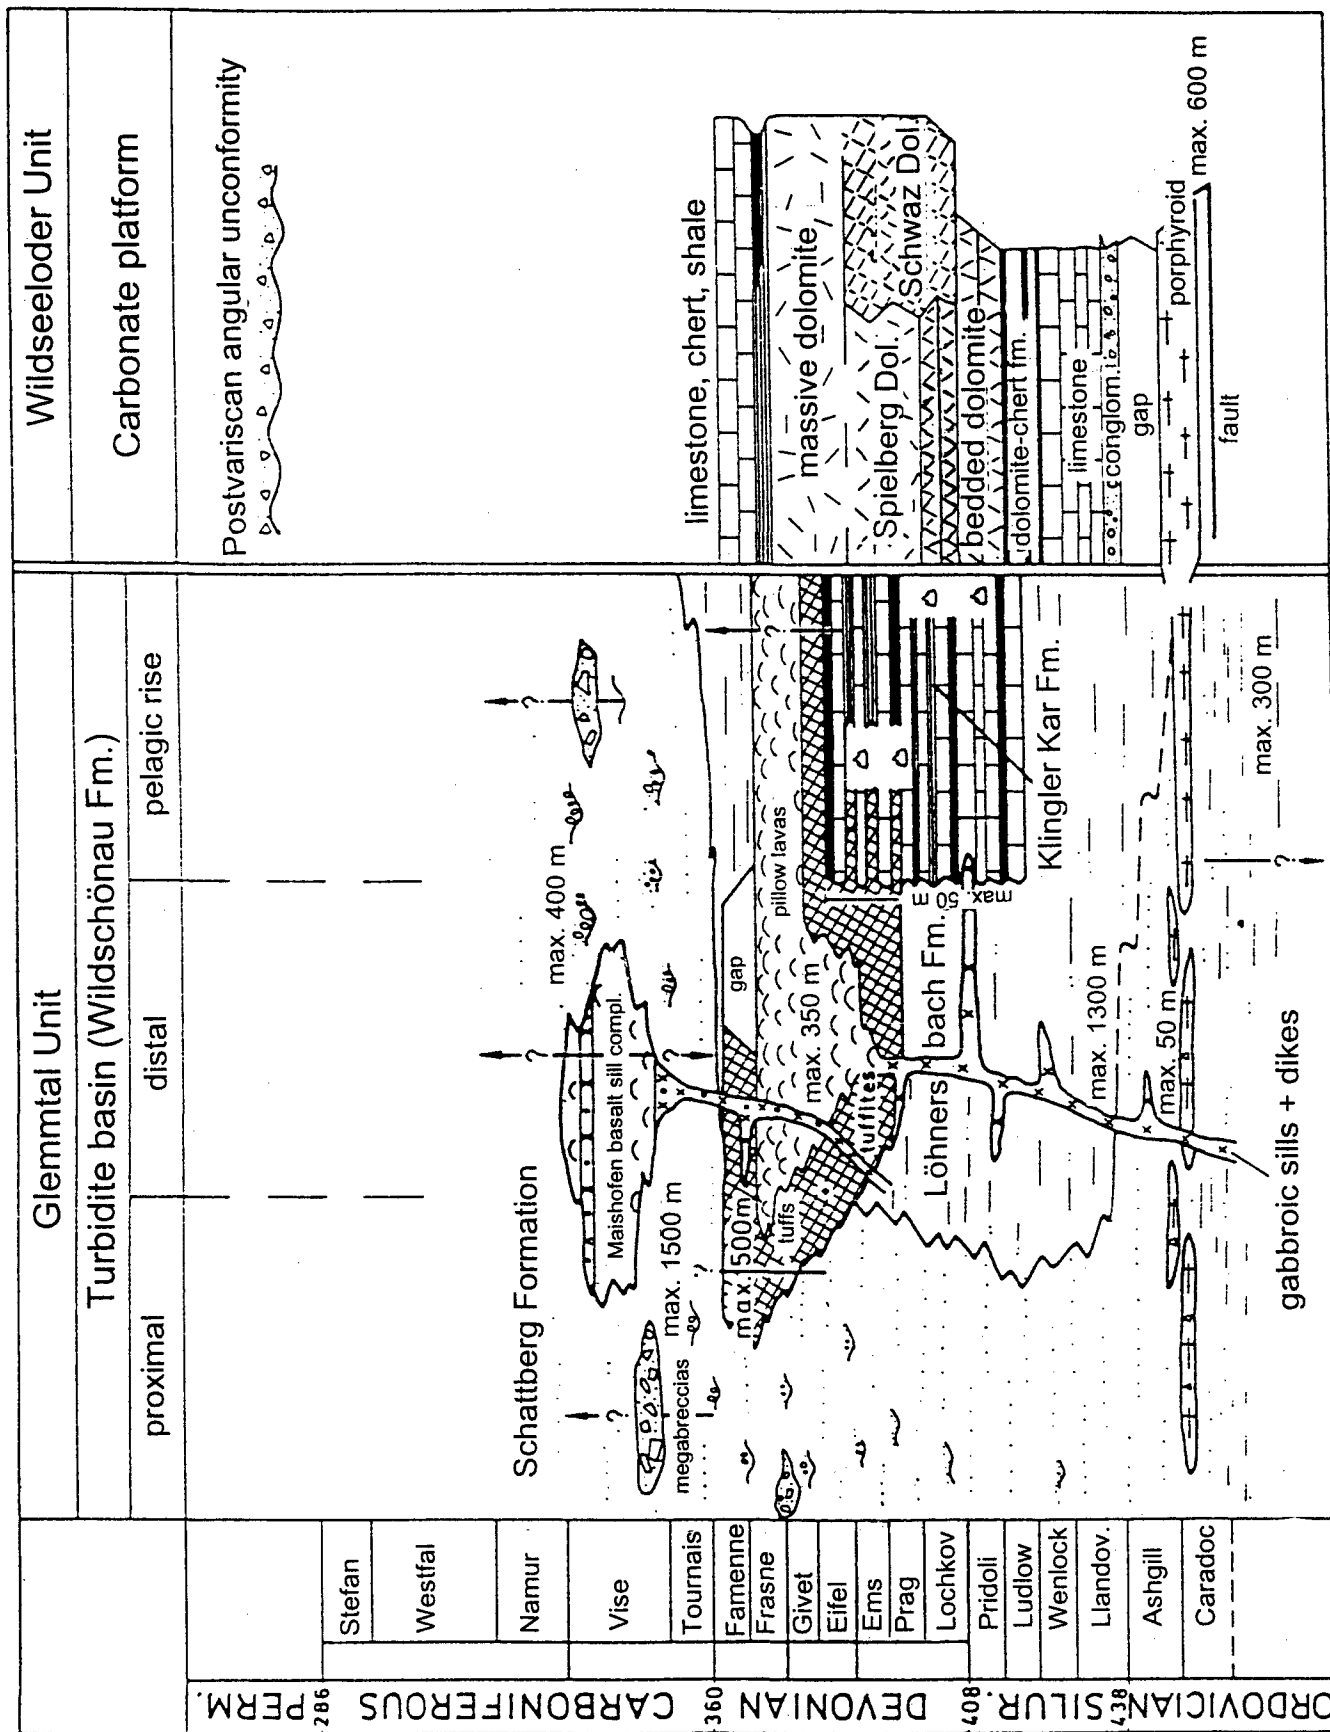 Glemmtal Unit
Wildseeloder Unit
Turbidite basin (Wildschönau Fm.)
Carbonate platform
proximal
distal
pelagic rise
Postvariscan angular unconformity
PERM.
286
CARBONIFEROUS
Stefan
Westfal
Namur
Vise
Tournais
360
DEVONIAN
Famenne
Frasne
Givet
Eifel
Ems
Prag
Lochkov
408
SILUR.
Pridoli
Ludlow
Wenlock
Llandov.
438
ORDOVICIAN
Ashgill
Caradoc
Schattberg Formation
max. 400 m
Maishofen basalt sill compl.
max. 1500 m
megabreccias
?
?
?
?
?
?
?
?
max. 500m
tuffs
tuffites
gap
pillow lavas
max. 350 m
max. 50 m
Löhners bach Fm.
Klingler Kar Fm.
max. 1300 m
max. 50 m
max. 300 m
gabbroic sills + dikes
limestone, chert, shale
massive dolomite
Spielberg Dol.
Schwaz Dol.
bedded dolomite
dolomite-chert fm.
limestone
conglom.
gap
porphyroid
max. 600 m
fault